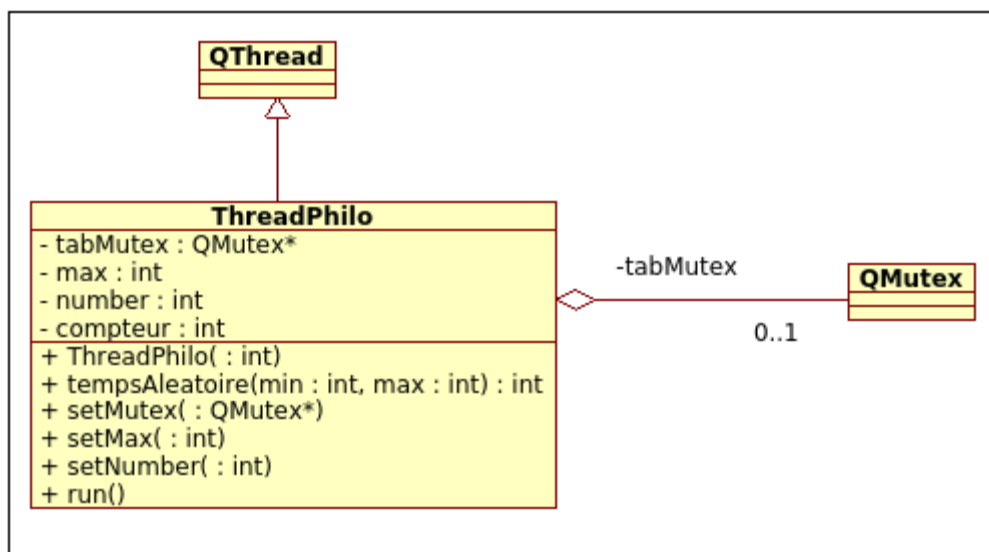 QThread
ThreadPhilo
- tabMutex : QMutex*
- max : int
- number : int
- compteur : int
+ ThreadPhilo( : int)
+ tempsAleatoire(min : int, max : int) : int
+ setMutex( : QMutex*)
+ setMax( : int)
+ setNumber( : int)
+ run()
-tabMutex
0..1
QMutex